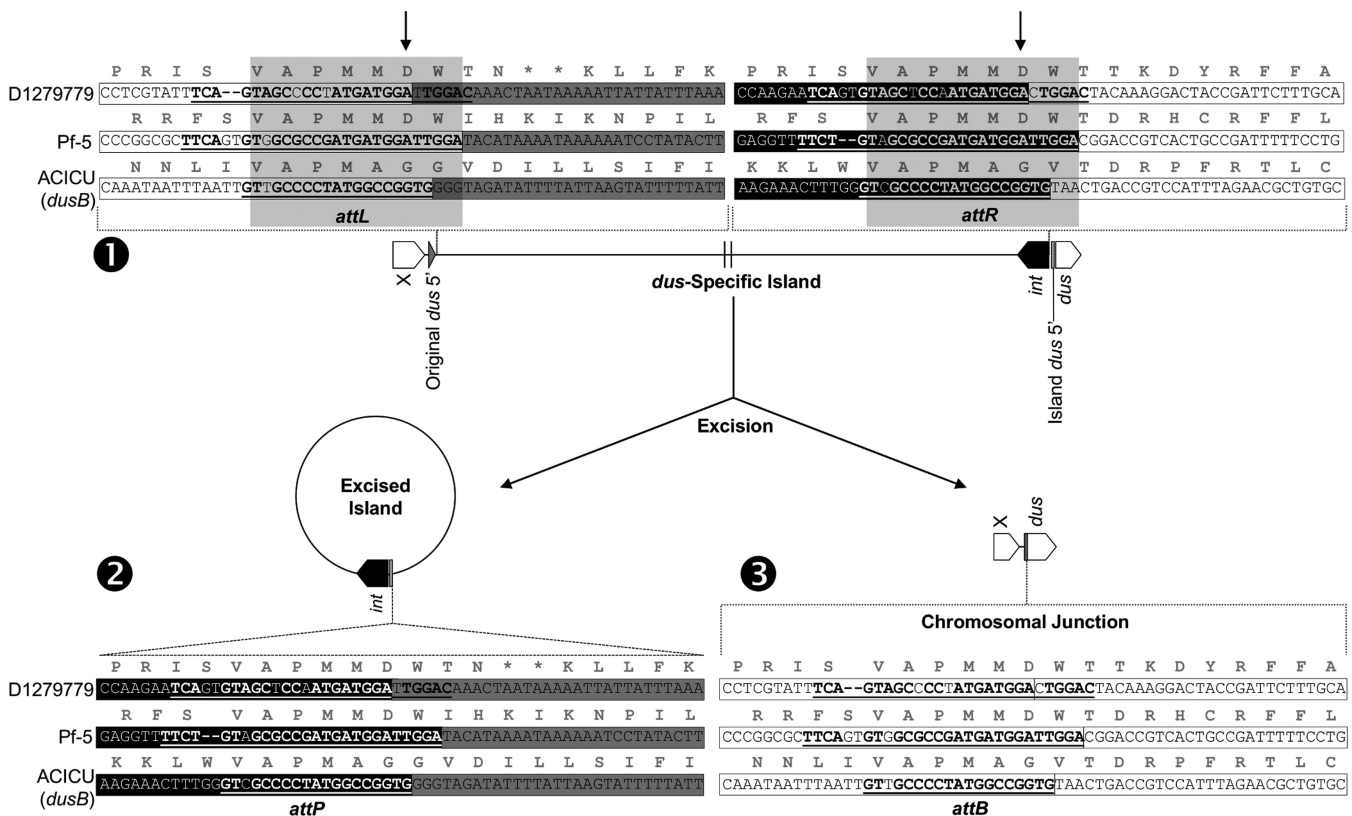 P R I S V A P M M D W T N * * K L L F K P R I S V A P M M D W T T K D Y R F F A
D1279779 CCTCGTATTTTCA--GTAGCCCCTATGATGGATTGGACAAACTAATAAAAATTATTATTTAAA CCAAGAATCAGTGTAGCTCCAATGATGGACTGGACTACAAAGGACTACCGATTCTTTGCA
R R F S V A P M M D W I H K I K N P I L R F S V A P M M D W T D R H C R F F L
Pf-5 CCCGGCGCTTCAGTGTGGCGCCGATGATGGATTGGATACATAAAATAAAAAATCCTATACTT GAGGTTTTCT--GTAGCGCCGATGATGGATTGGACGGACCGTCACTGCCGATTTTTCCTG
N N L I V A P M A G G V D I L L S I F I K K L W V A P M A G V T D R P F R T L C
ACICU (dusB) CAAATAATTTAATTGTTGCCCCTATGGCCGGTGGGGTAGATATTTTATTAAGTATTTTTATT AAGAAACTTTGGGTCGCCCCTATGGCCGGTGTAACTGACCGTCCATTTAGAACGCTGTGC
attL attR
1
X
Original dus 5'
dus-Specific Island
int
dus
Island dus 5'
Excision
Excised
Island
int
X
dus
2
3
Chromosomal Junction
P R I S V A P M M D W T N * * K L L F K P R I S V A P M M D W T T K D Y R F F A
D1279779 CCAAGAATCAGTGTAGCTCCAATGATGGATTGGACAAACTAATAAAAATTATTATTTAAA CCTCGTATTTTCA--GTAGCCCCTATGATGGACTGGACTACAAAGGACTACCGATTCTTTGCA
R F S V A P M M D W I H K I K N P I L R R F S V A P M M D W T D R H C R F F L
Pf-5 GAGGTTTTCT--GTAGCGCCGATGATGGATTGGATACATAAAATAAAAAATCCTATACTT CCCGGCGCTTCAGTGTGGCGCCGATGATGGATTGGACGGACCGTCACTGCCGATTTTTCCTG
K K L W V A P M A G G V D I L L S I F I N N L I V A P M A G V T D R P F R T L C
ACICU (dusB) AAGAAACTTTGGGTCGCCCCTATGGCCGGTGGGGTAGATATTTTATTAAGTATTTTTATT CAAATAATTTAATTGTTGCCCCTATGGCCGGTGTAACTGACCGTCCATTTAGAACGCTGTGC
attP attB